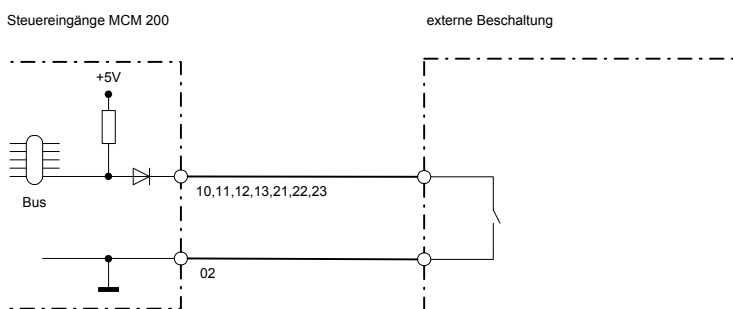 Steuereingänge MCM 200
externe Beschaltung
+5V
10,11,12,13,21,22,23
Bus
02